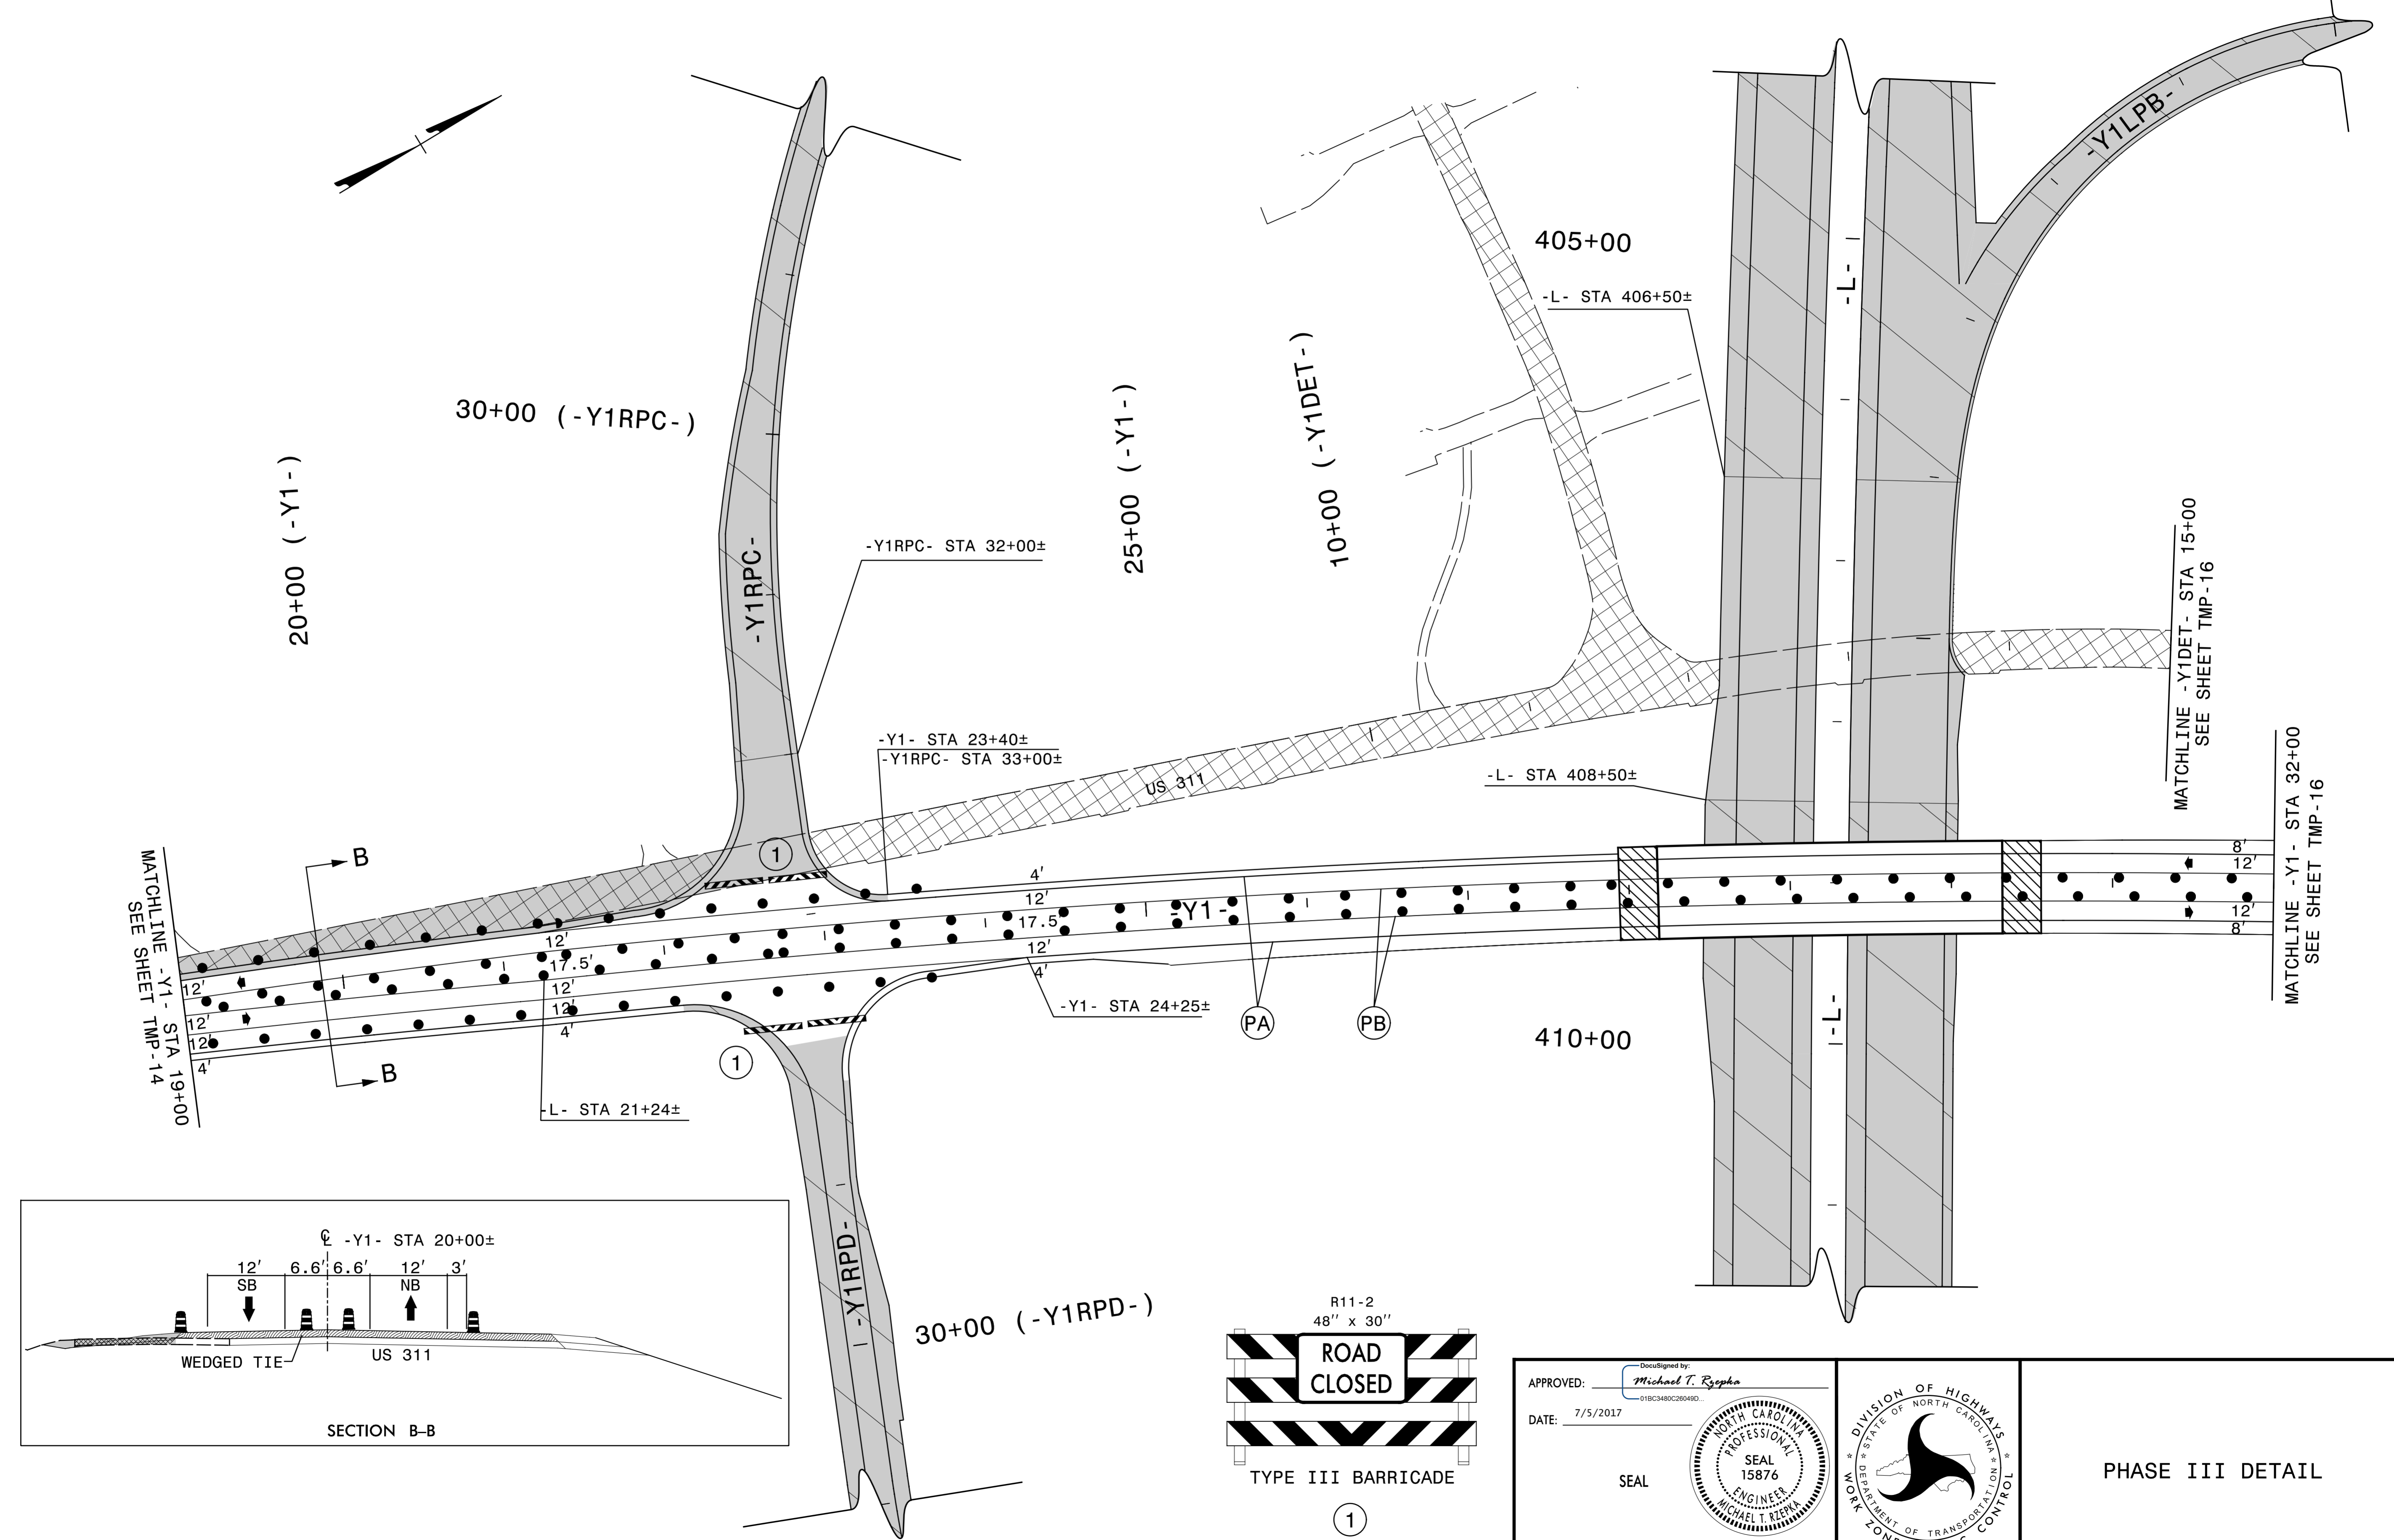 405+00
-Y1LPB-
-L-
-L- STA 406+50±
30+00 (-Y1RPC-)
20+00 (-Y1-)
25+00 (-Y1-)
10+00 (-Y1DET-)
-Y1RPC-
-Y1RPC- STA 32+00±
MATCHLINE -Y1DET- STA 15+00
SEE SHEET TMP-16
-Y1- STA 23+40±
-Y1RPC- STA 33+00±
US 311
-L- STA 408+50±
MATCHLINE -Y1- STA 32+00
SEE SHEET TMP-16
MATCHLINE -Y1- STA 19+00
SEE SHEET TMP-14
B
B
1
4'
12'
17.5'
12'
4'
-Y1-
8'
12'
12'
8'
12'
17.5'
12'
12'
4'
12'
12'
12'
4'
-Y1- STA 24+25±
PA
PB
410+00
-L-
1
-L- STA 21+24±
-Y1RPD-
30+00 (-Y1RPD-)
℄ -Y1- STA 20+00±
12' 6.6' 6.6' 12' 3'
SB NB
WEDGED TIE
US 311
SECTION B-B
R11-2
48" x 30"
ROAD
CLOSED
TYPE III BARRICADE
1
APPROVED:
DocuSigned by:
Michael T. Rzepka
01BC3480C26049D...
DATE: 7/5/2017
SEAL
NORTH CAROLINA
PROFESSIONAL
SEAL
15876
ENGINEER
MICHAEL T. RZEPKA
DIVISION OF HIGHWAYS
STATE OF NORTH CAROLINA
DEPARTMENT OF TRANSPORTATION
WORK ZONE
CONTROL
PHASE III DETAIL